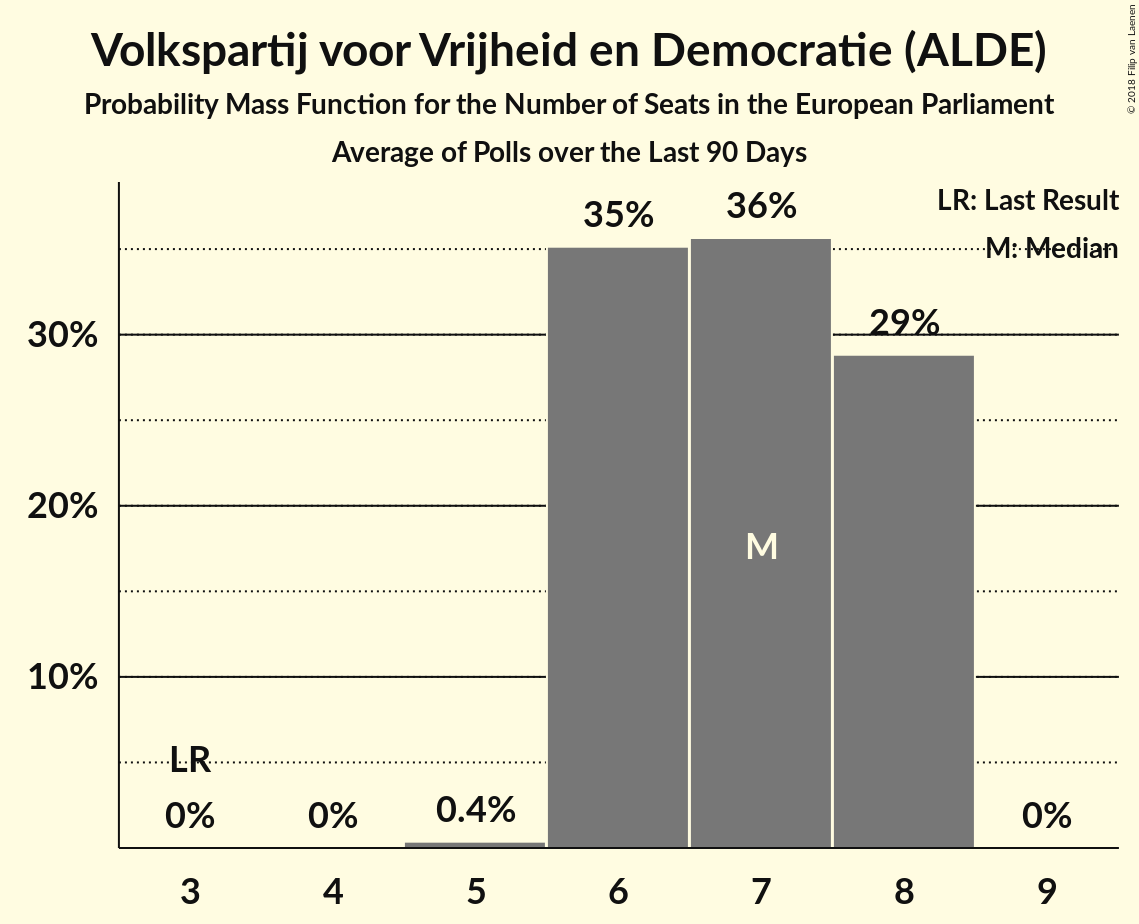 Volkspartij voor Vrijheid en Democratie (ALDE)
Probability Mass Function for the Number of Seats in the European Parliament
Average of Polls over the Last 90 Days
© 2018 Filip van Laenen
LR: Last Result
M: Median
35%
36%
29%
30%
20%
10%
M
LR
0%
0%
0.4%
0%
3 4 5 6 7 8 9